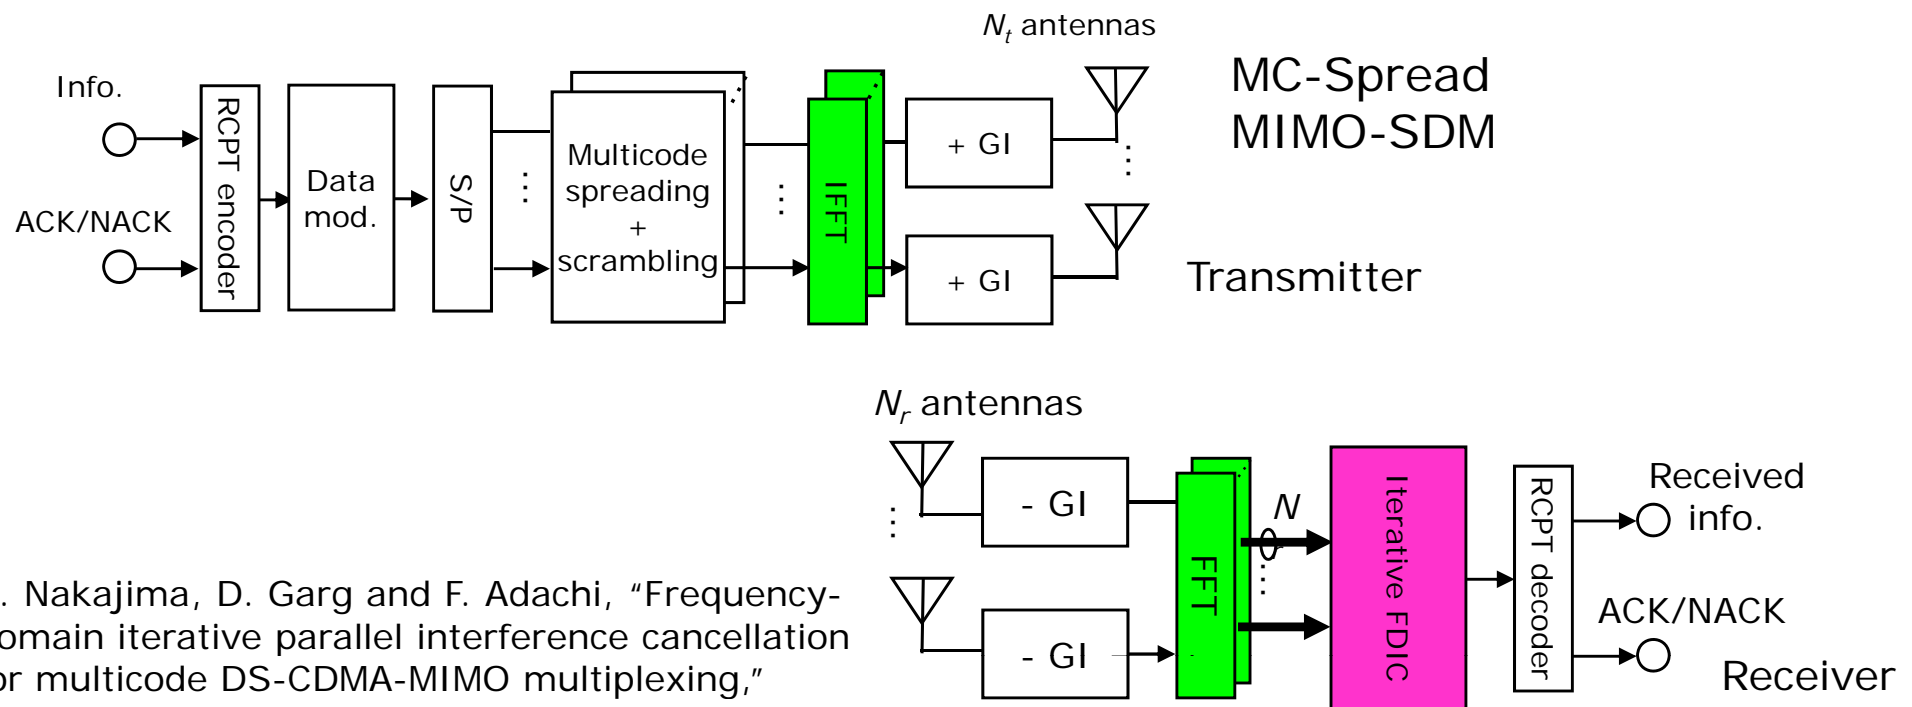 N_t antennas
MC-Spread
MIMO-SDM
Info.
ACK/NACK
RCPT encoder
Data
mod.
S/P
...
Multicode
spreading
+
scrambling
...
IFFT
+ GI
...
+ GI
Transmitter
N_r antennas
...
- GI
- GI
FFT
N
...
Iterative FDIC
RCPT decoder
Received
info.
ACK/NACK
Receiver
. Nakajima, D. Garg and F. Adachi, “Frequency-
omain iterative parallel interference cancellation
or multicode DS-CDMA-MIMO multiplexing,”